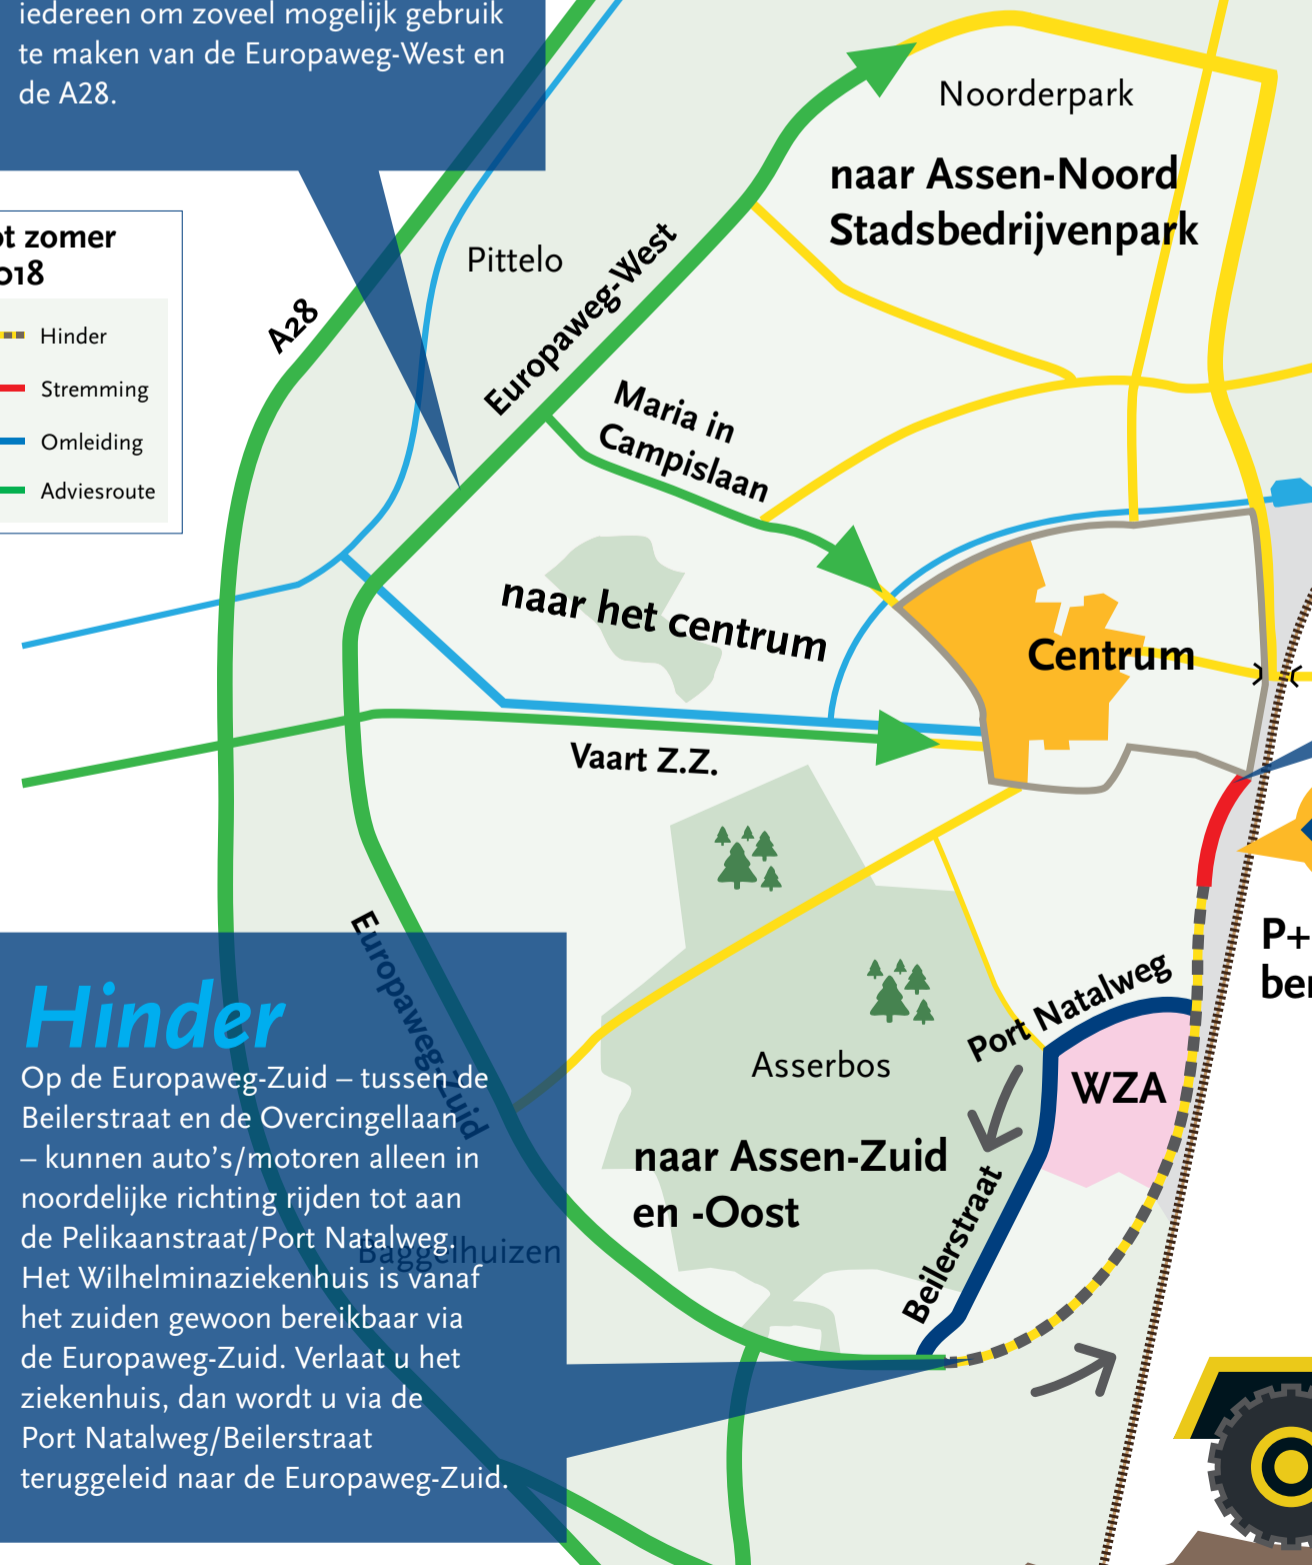 iedereen om zoveel mogelijk gebruik
te maken van de Europaweg-West en
de A28.
Noorderpark
naar Assen-Noord
Stadsbedrijvenpark
zomer
Hinder
Stremming
Omleiding
Adviesroute
Pittelo
A28
Europaweg-West
Maria in
Campislaan
naar het centrum
Centrum
Vaart Z.Z.
Europaweg-Zuid
P+
Port Natalweg
WZA
Asserbos
naar Assen-Zuid
en -Oost
Beilerstraat
Baggelhuizen
Hinder
Op de Europaweg-Zuid – tussen de
Beilerstraat en de Overcingellaan
– kunnen auto's/motoren alleen in
noordelijke richting rijden tot aan
de Pelikaanstraat/Port Natalweg.
Het Wilhelminaziekenhuis is vanaf
het zuiden gewoon bereikbaar via
de Europaweg-Zuid. Verlaat u het
ziekenhuis, dan wordt u via de
Port Natalweg/Beilerstraat
teruggeleid naar de Europaweg-Zuid.